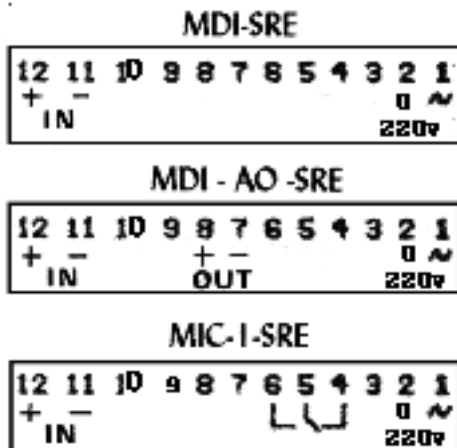 MDI-SRE
12 11 10 9 8 7 6 5 4 3 2 1
+ − 0 ~
IN 220v
MDI - AO -SRE
12 11 10 9 8 7 6 5 4 3 2 1
+ − + − 0 ~
IN OUT 220v
MIC-1-SRE
12 11 10 9 8 7 6 5 4 3 2 1
+ − 0 ~
IN 220v